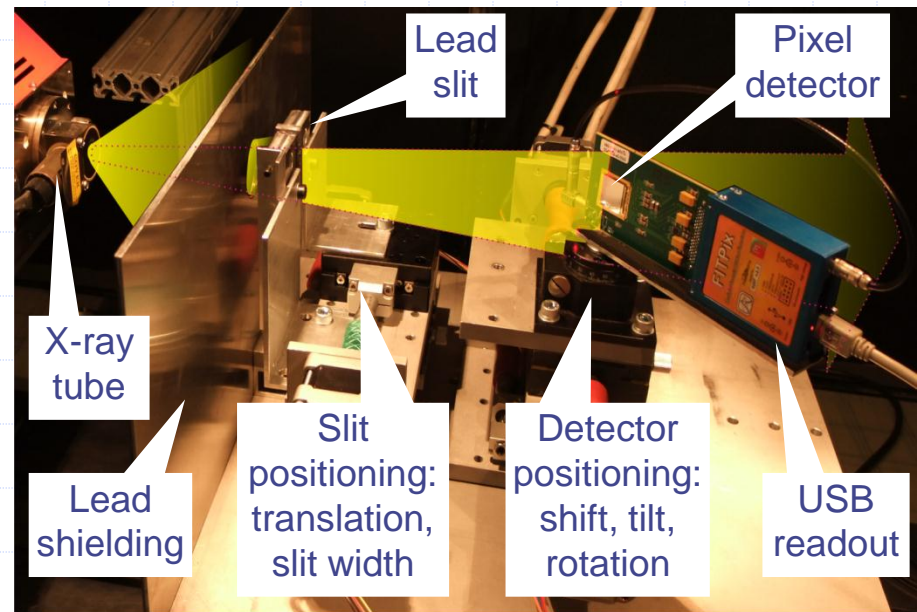 Lead
slit
Pixel
detector
X-ray
tube
Lead
shielding
Slit
positioning:
translation,
slit width
Detector
positioning:
shift, tilt,
rotation
USB
readout
FITPix